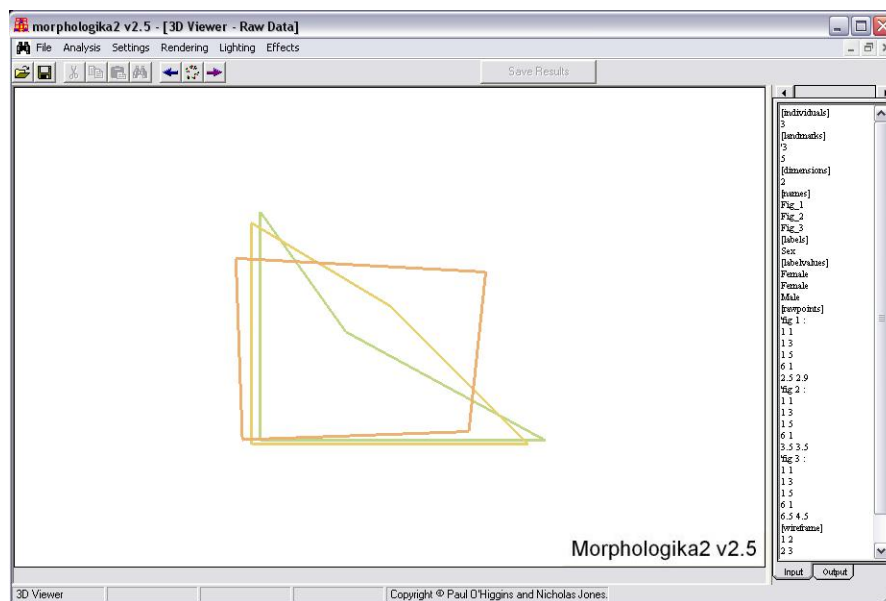 morphologika2 v2.5 - [3D Viewer - Raw Data]
File Analysis Settings Rendering Lighting Effects
Save Results
[individuals]
3
[landmarks]
'3
5
[dimensions]
2
[names]
Fig_1
Fig_2
Fig_3
[labels]
Sex
[labelvalues]
Female
Female
Male
[rawpoints]
'fig 1 :
1 1
1 3
1 5
6 1
2.5 2.9
'fig 2 :
1 1
1 3
1 5
6 1
3.5 3.5
'fig 3 :
1 1
1 3
1 5
6 1
6.5 4.5
[wireframe]
1 2
2 3
Morphologika2 v2.5
Input Output
3D Viewer
Copyright © Paul O'Higgins and Nicholas Jones.